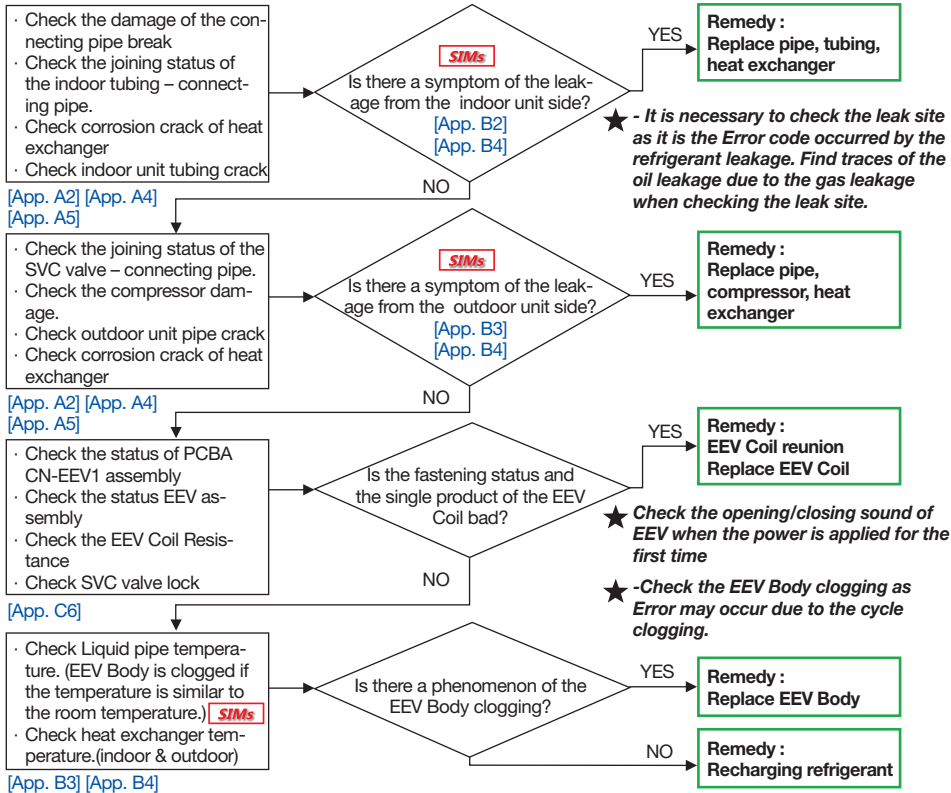 · Check the damage of the con-
necting pipe break
· Check the joining status of
the indoor tubing – connect-
ing pipe.
· Check corrosion crack of heat
exchanger
· Check indoor unit tubing crack
[App. A2] [App. A4]
[App. A5]
SIMs
Is there a symptom of the leak-
age from the indoor unit side?
[App. B2]
[App. B4]
YES
Remedy :
Replace pipe, tubing,
heat exchanger
★ - It is necessary to check the leak site
as it is the Error code occurred by the
refrigerant leakage. Find traces of the
oil leakage due to the gas leakage
when checking the leak site.
NO
· Check the joining status of the
SVC valve – connecting pipe.
· Check the compressor dam-
age.
· Check outdoor unit pipe crack
· Check corrosion crack of heat
exchanger
[App. A2] [App. A4]
[App. A5]
SIMs
Is there a symptom of the leak-
age from the outdoor unit side?
[App. B3]
[App. B4]
YES
Remedy :
Replace pipe,
compressor, heat
exchanger
NO
· Check the status of PCBA
CN-EEV1 assembly
· Check the status EEV as-
sembly
· Check the EEV Coil Resis-
tance
· Check SVC valve lock
[App. C6]
Is the fastening status and
the single product of the EEV
Coil bad?
YES
Remedy :
EEV Coil reunion
Replace EEV Coil
★ Check the opening/closing sound of
EEV when the power is applied for the
first time
★ -Check the EEV Body clogging as
Error may occur due to the cycle
clogging.
NO
· Check Liquid pipe tempera-
ture. (EEV Body is clogged if
the temperature is similar to
the room temperature.) SIMs
· Check heat exchanger tem-
perature.(indoor & outdoor)
[App. B3] [App. B4]
Is there a phenomenon of the
EEV Body clogging?
YES
Remedy :
Replace EEV Body
NO
Remedy :
Recharging refrigerant